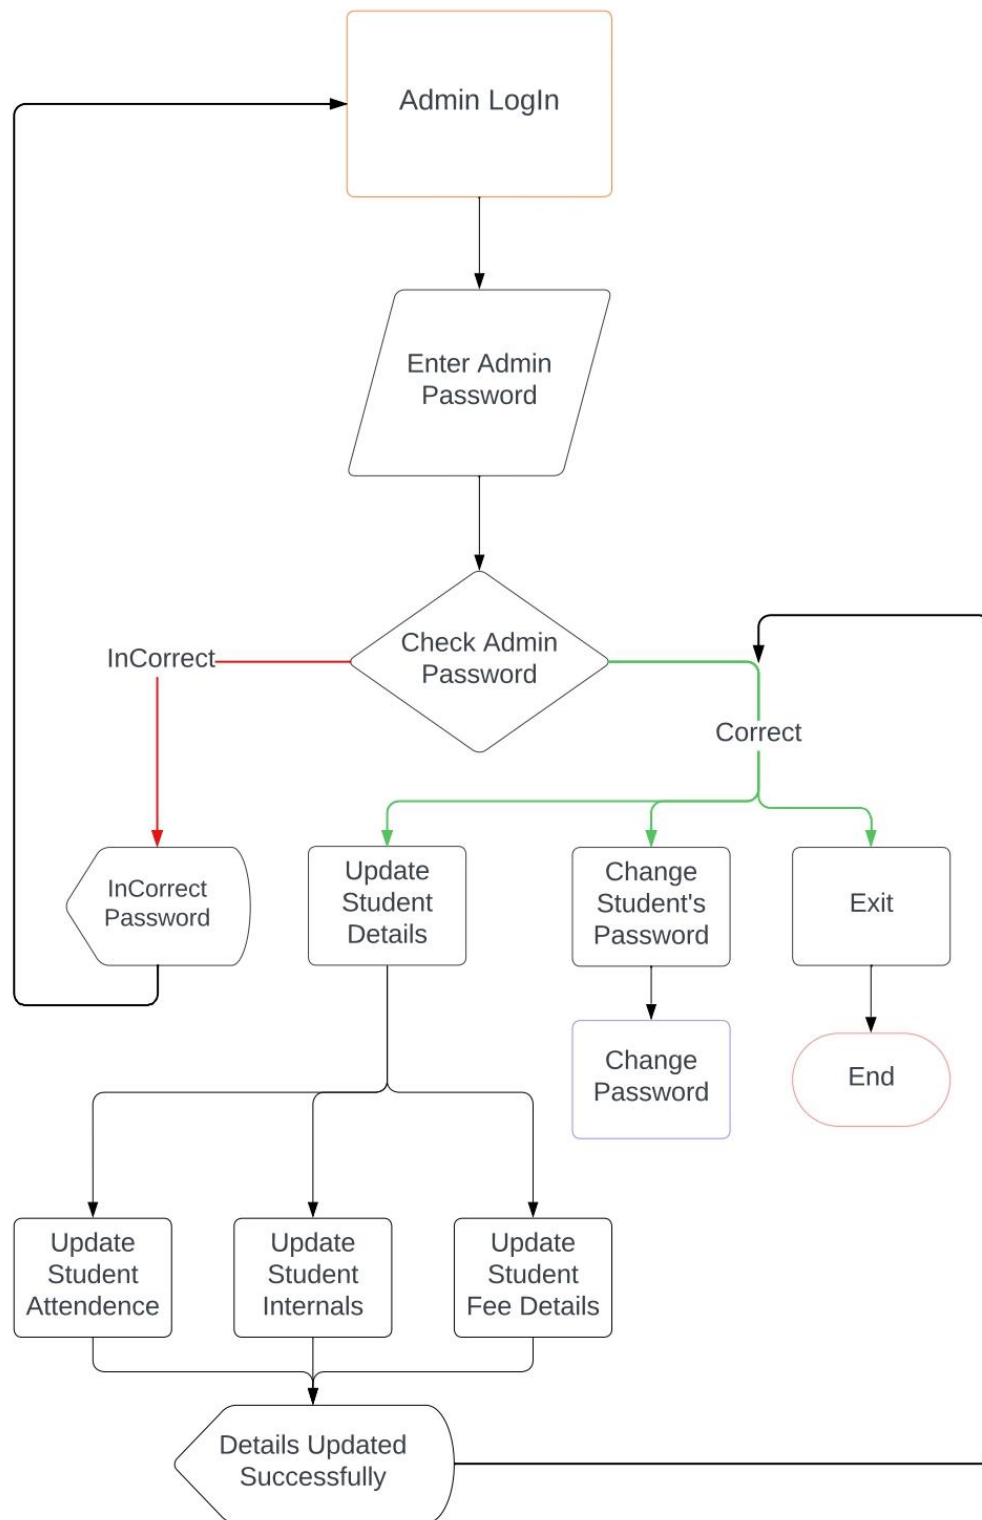 Admin LogIn
Enter Admin
Password
Check Admin
Password
InCorrect
Correct
InCorrect
Password
Update
Student
Details
Change
Student's
Password
Exit
Change
Password
End
Update
Student
Attendence
Update
Student
Internals
Update
Student
Fee Details
Details Updated
Successfully